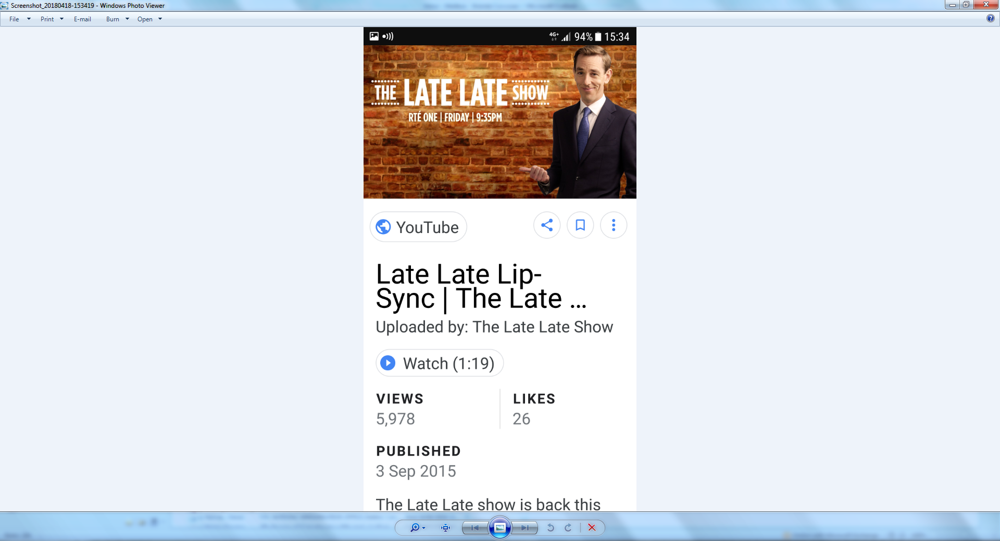 Screenshot_20180418-153419 - Windows Photo Viewer
File Print E-mail Burn Open
4G+ 94% 15:34
THE LATE LATE SHOW
RTÉ ONE | FRIDAY | 9:35PM
YouTube
Late Late Lip-
Sync | The Late ...
Uploaded by: The Late Late Show
Watch (1:19)
VIEWS LIKES
5,978 26
PUBLISHED
3 Sep 2015
The Late Late show is back this